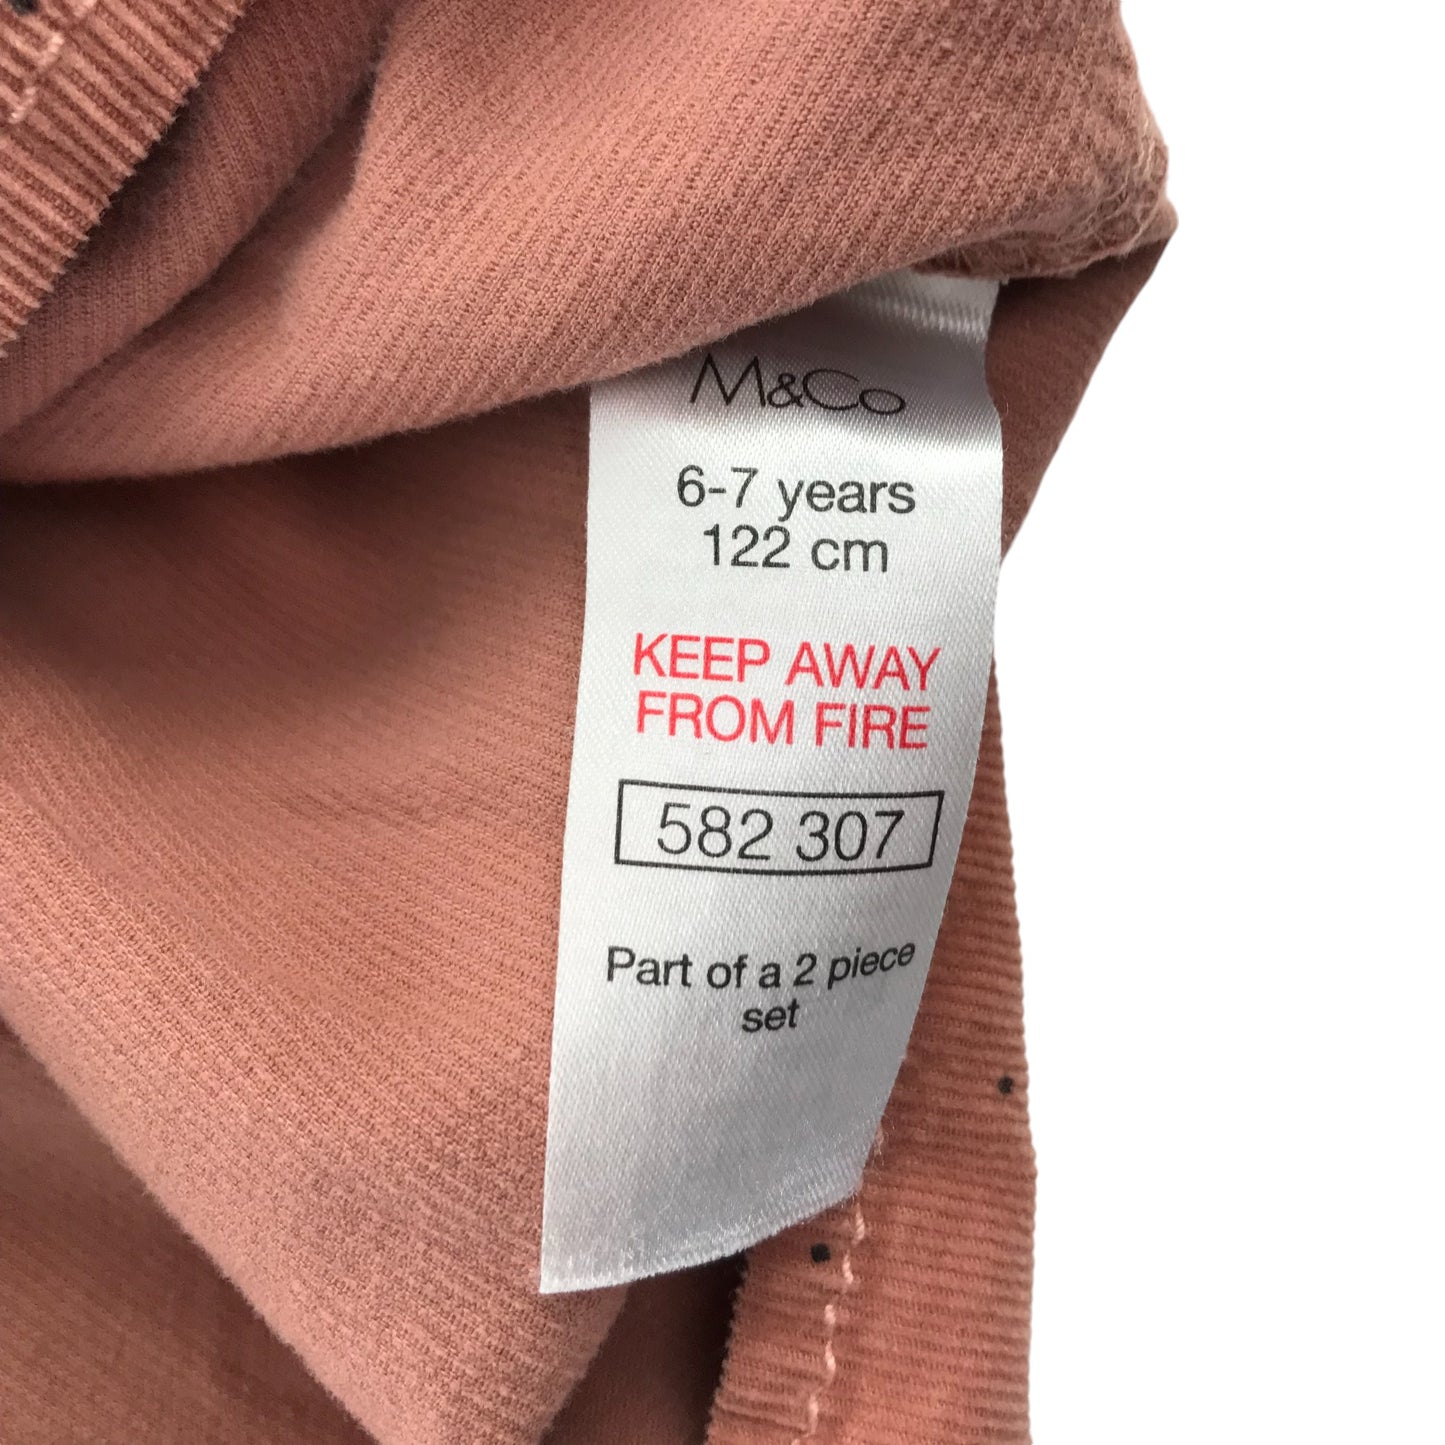 M&Co
6-7 years
122 cm
KEEP AWAY
FROM FIRE
582 307
Part of a 2 piece
set